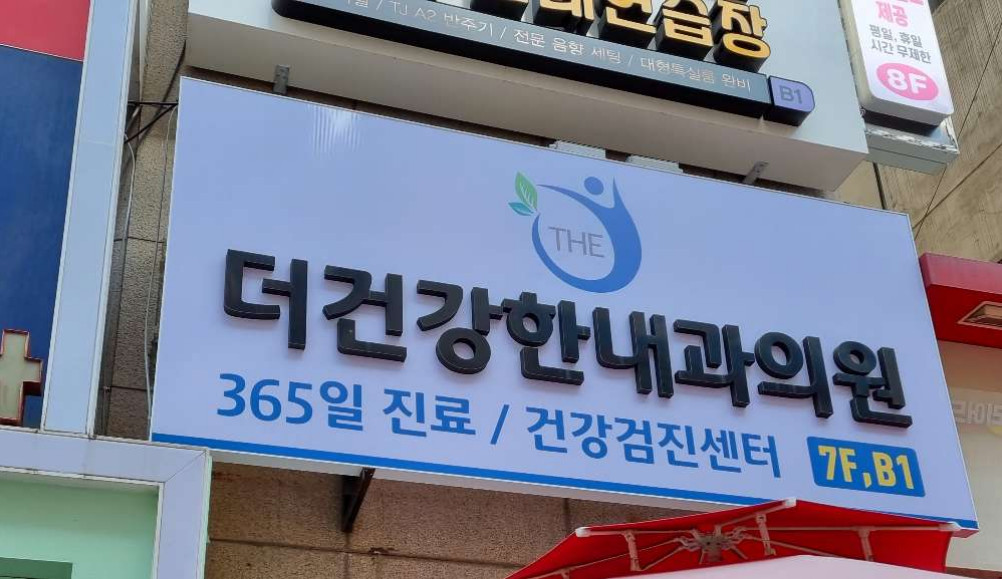 래연습장
/ TJ A2 반주기 / 전문 음향 세팅 / 대형특실룸 완비
B1
제공
평일, 휴일
시간 무제한
8F
THE
더건강한내과의원
365일 진료 / 건강검진센터
7F,B1